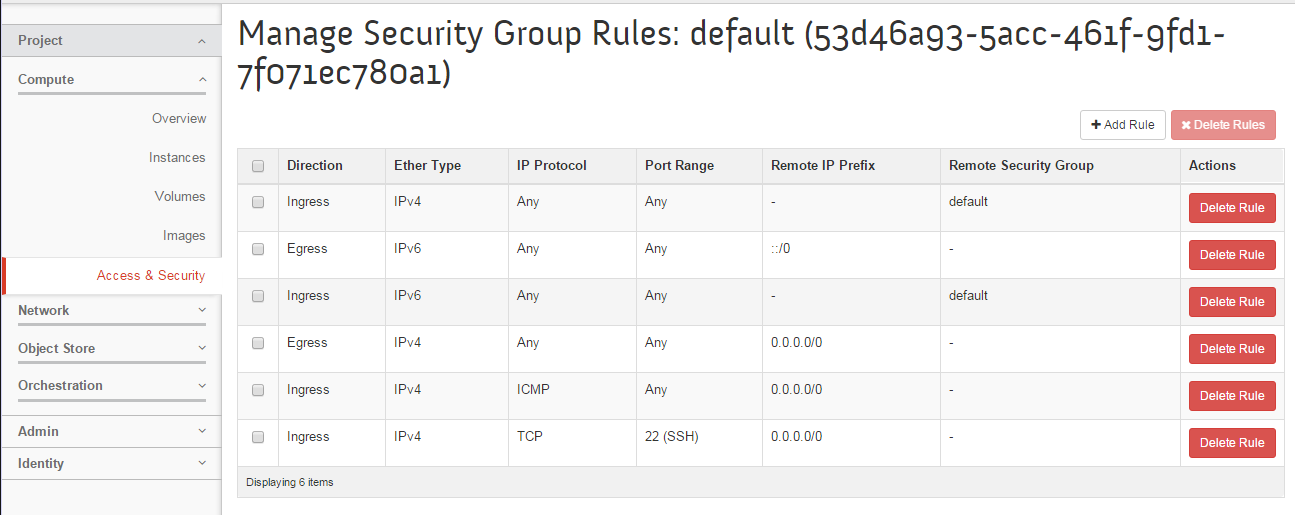 Project
Compute
Overview
Instances
Volumes
Images
Access & Security
Network
Object Store
Orchestration
Admin
Identity
Manage Security Group Rules: default (53d46a93-5acc-461f-9fd1-
7f071ec780a1)
Add Rule Delete Rules
Direction Ether Type IP Protocol Port Range Remote IP Prefix Remote Security Group Actions
Ingress IPv4 Any Any - default Delete Rule
Egress IPv6 Any Any ::/0 - Delete Rule
Ingress IPv6 Any Any - default Delete Rule
Egress IPv4 Any Any 0.0.0.0/0 - Delete Rule
Ingress IPv4 ICMP Any 0.0.0.0/0 - Delete Rule
Ingress IPv4 TCP 22 (SSH) 0.0.0.0/0 - Delete Rule
Displaying 6 items